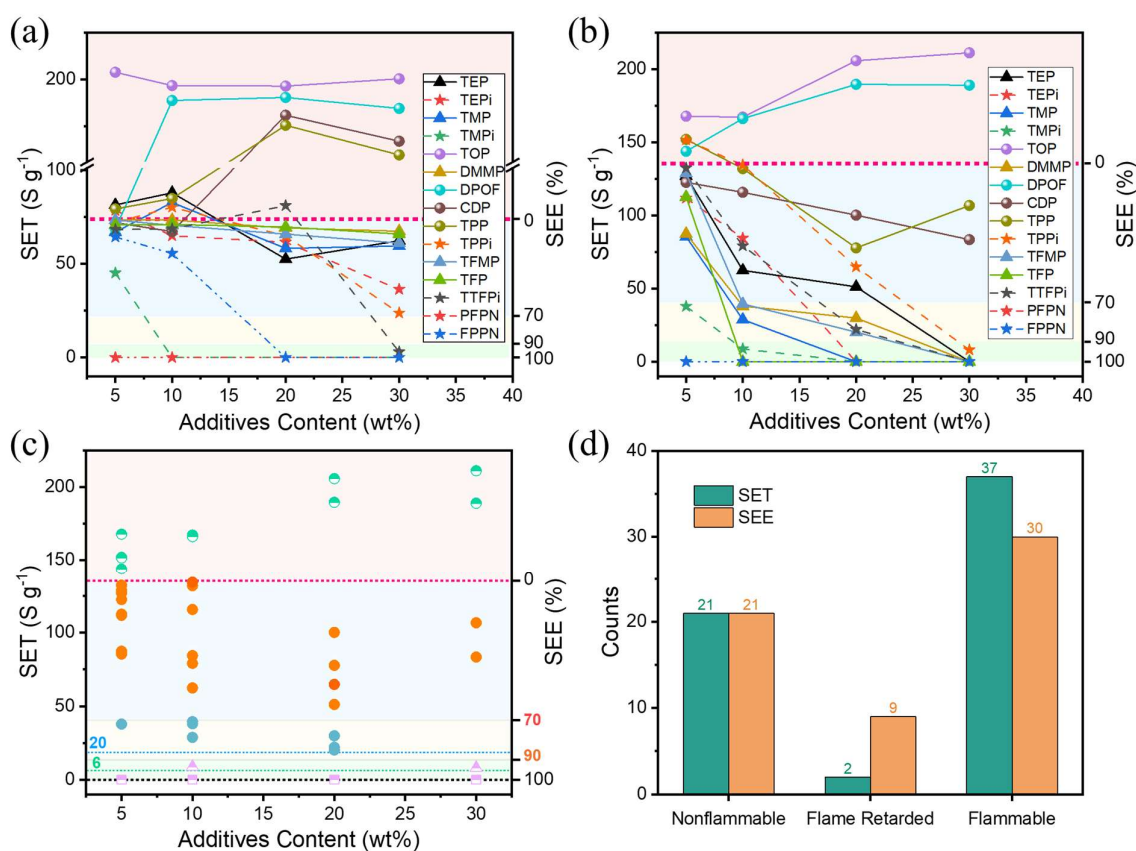 (a)
SET (S g⁻¹)
200
100
50
0
5 10 15 20 25 30 35 40
Additives Content (wt%)
SEE (%)
0
70
90
100
TEP
TEPi
TMP
TMPi
TOP
DMMP
DPOF
CDP
TPP
TPPi
TFMP
TFP
TTFPi
PFPN
FPPN
(b)
SET (S g⁻¹)
200
150
100
50
0
5 10 15 20 25 30 35 40
Additives Content (wt%)
SEE (%)
0
70
90
100
TEP
TEPi
TMP
TMPi
TOP
DMMP
DPOF
CDP
TPP
TPPi
TFMP
TFP
TTFPi
PFPN
FPPN
(c)
SET (S g⁻¹)
200
150
100
50
0
20
6
5 10 15 20 25 30
Additives Content (wt%)
SEE (%)
0
70
90
100
(d)
Counts
40
30
20
10
0
SET
SEE
21 21
2 9
37 30
Nonflammable Flame Retarded Flammable